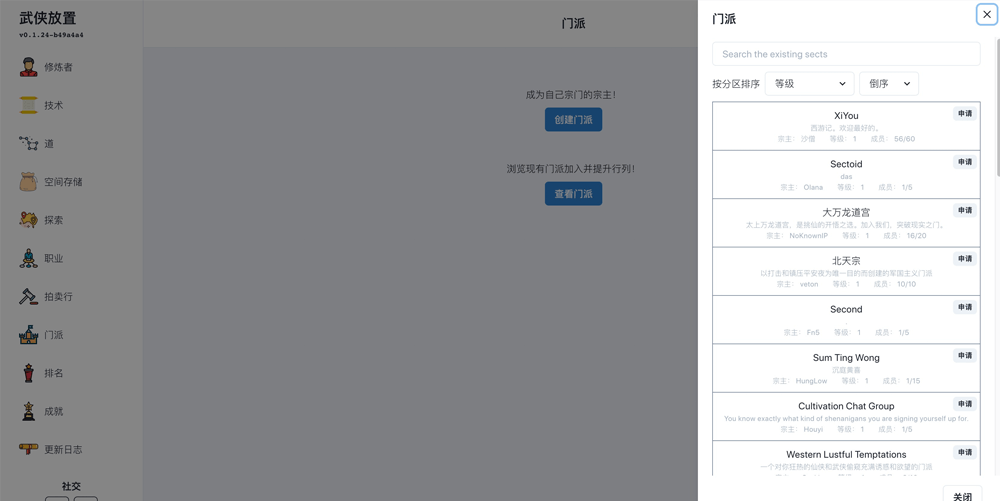 武侠放置
v0.1.24-b49a4a4
修炼者
技术
道
空间存储
探索
职业
拍卖行
门派
排名
成就
更新日志
社交
门派
成为自己宗门的宗主!
创建门派
浏览现有门派加入并提升行列!
查看门派
门派
Search the existing sects
按分区排序 等级 倒序
XiYou 申请
西游记。欢迎最好的。
宗主: 沙僧 等级: 1 成员: 56/60
Sectoid 申请
das
宗主: Olana 等级: 1 成员: 1/5
大万龙道宫 申请
太上万龙道宫,是挑仙的开悟之选。加入我们,突破现实之门。
宗主: NoKnownIP 等级: 1 成员: 16/20
北天宗 申请
以打击和镇压平安夜为唯一目的而创建的军国主义门派
宗主: veton 等级: 1 成员: 10/10
Second 申请
宗主: Fn5 等级: 1 成员: 1/5
Sum Ting Wong 申请
沉庭黄畜
宗主: HungLow 等级: 1 成员: 1/15
Cultivation Chat Group 申请
You know exactly what kind of shenanigans you are signing yourself up for.
宗主: Houyi 等级: 1 成员: 1/5
Western Lustful Temptations 申请
一个对你狂热的仙侠和武侠偷窥充满诱惑和欲望的门派
关闭